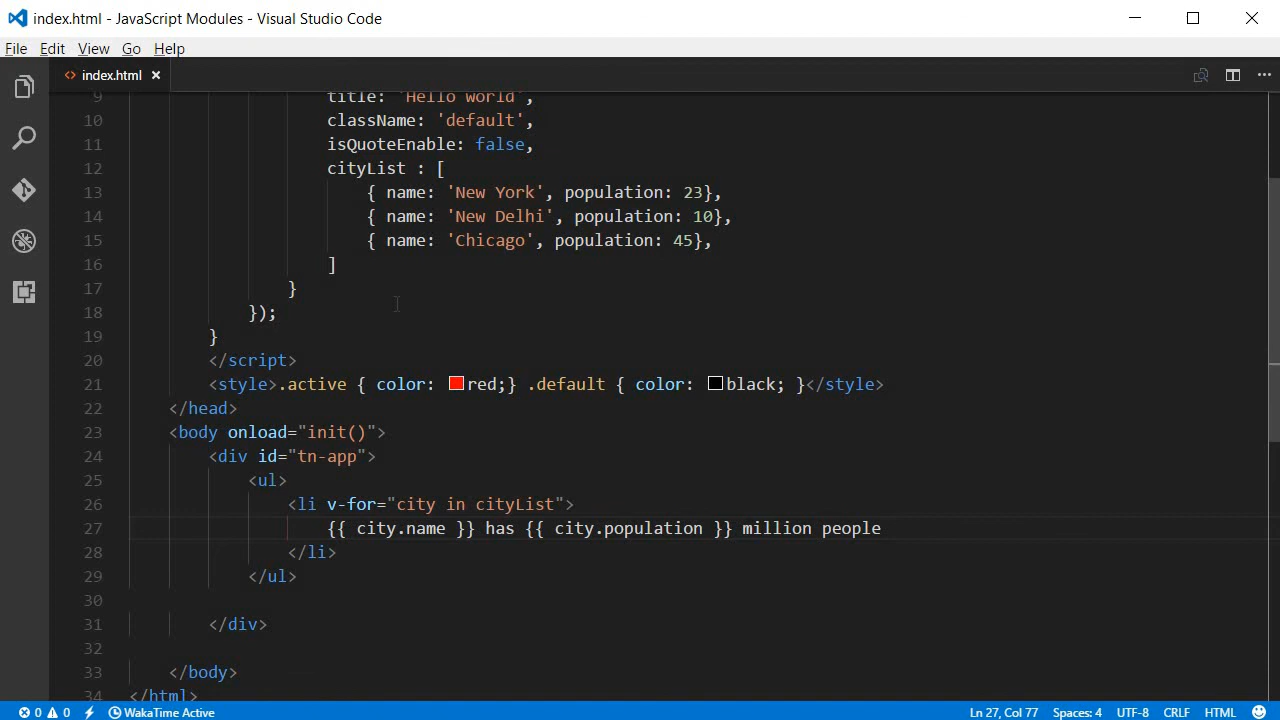 index.html - JavaScript Modules - Visual Studio Code
File Edit View Go Help
index.html
9 title: 'Hello World',
10 className: 'default',
11 isQuoteEnable: false,
12 cityList : [
13 { name: 'New York', population: 23},
14 { name: 'New Delhi', population: 10},
15 { name: 'Chicago', population: 45},
16 ]
17 }
18 });
19 }
20 </script>
21 <style>.active { color: red;} .default { color: black; }</style>
22 </head>
23 <body onload="init()">
24 <div id="tn-app">
25 <ul>
26 <li v-for="city in cityList">
27 {{ city.name }} has {{ city.population }} million people
28 </li>
29 </ul>
30
31 </div>
32
33 </body>
34 </html>
0 0 WakaTime Active Ln 27, Col 77 Spaces: 4 UTF-8 CRLF HTML